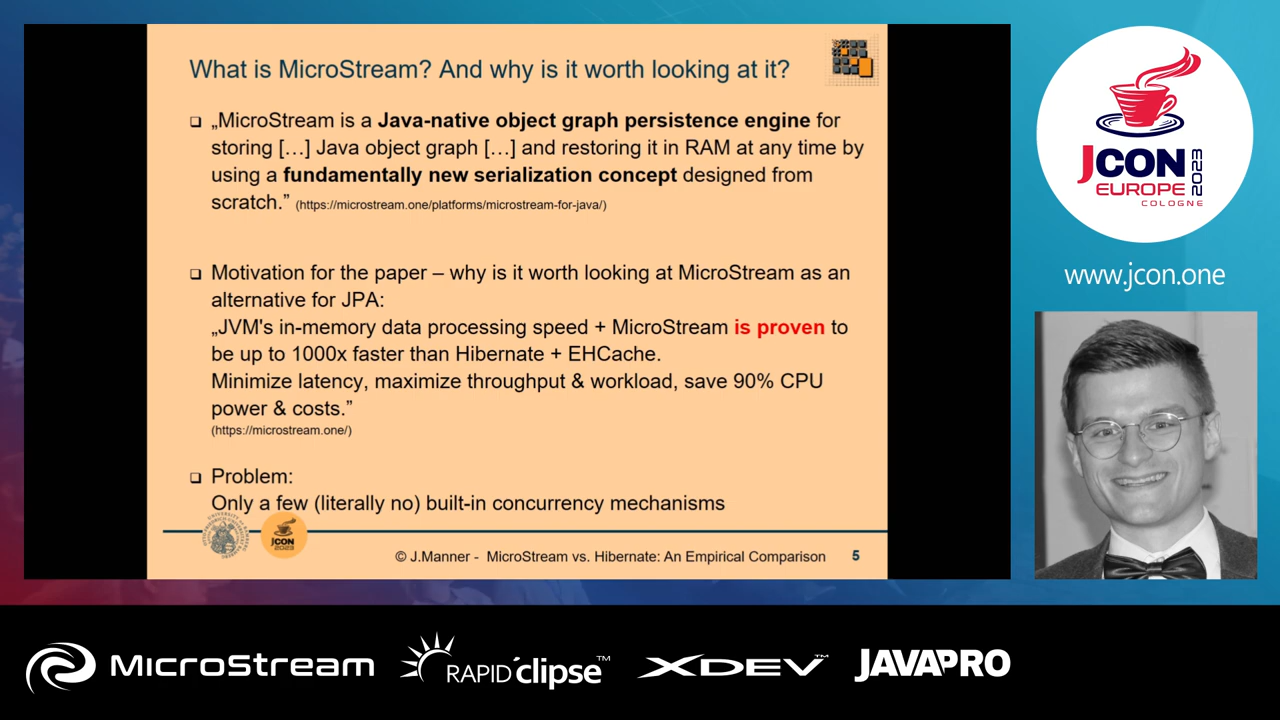 What is MicroStream? And why is it worth looking at it?
❑ „MicroStream is a Java-native object graph persistence engine for
storing […] Java object graph […] and restoring it in RAM at any time by
using a fundamentally new serialization concept designed from
scratch.” (https://microstream.one/platforms/microstream-for-java/)
❑ Motivation for the paper – why is it worth looking at MicroStream as an
alternative for JPA:
„JVM's in-memory data processing speed + MicroStream is proven to
be up to 1000x faster than Hibernate + EHCache.
Minimize latency, maximize throughput & workload, save 90% CPU
power & costs.”
(https://microstream.one/)
❑ Problem:
Only a few (literally no) built-in concurrency mechanisms
JCON
2023
© J.Manner - MicroStream vs. Hibernate: An Empirical Comparison 5
JCON
EUROPE 2023
COLOGNE
www.jcon.one
MICROSTREAM
RAPID clipse™
XDEV™
JAVAPRO